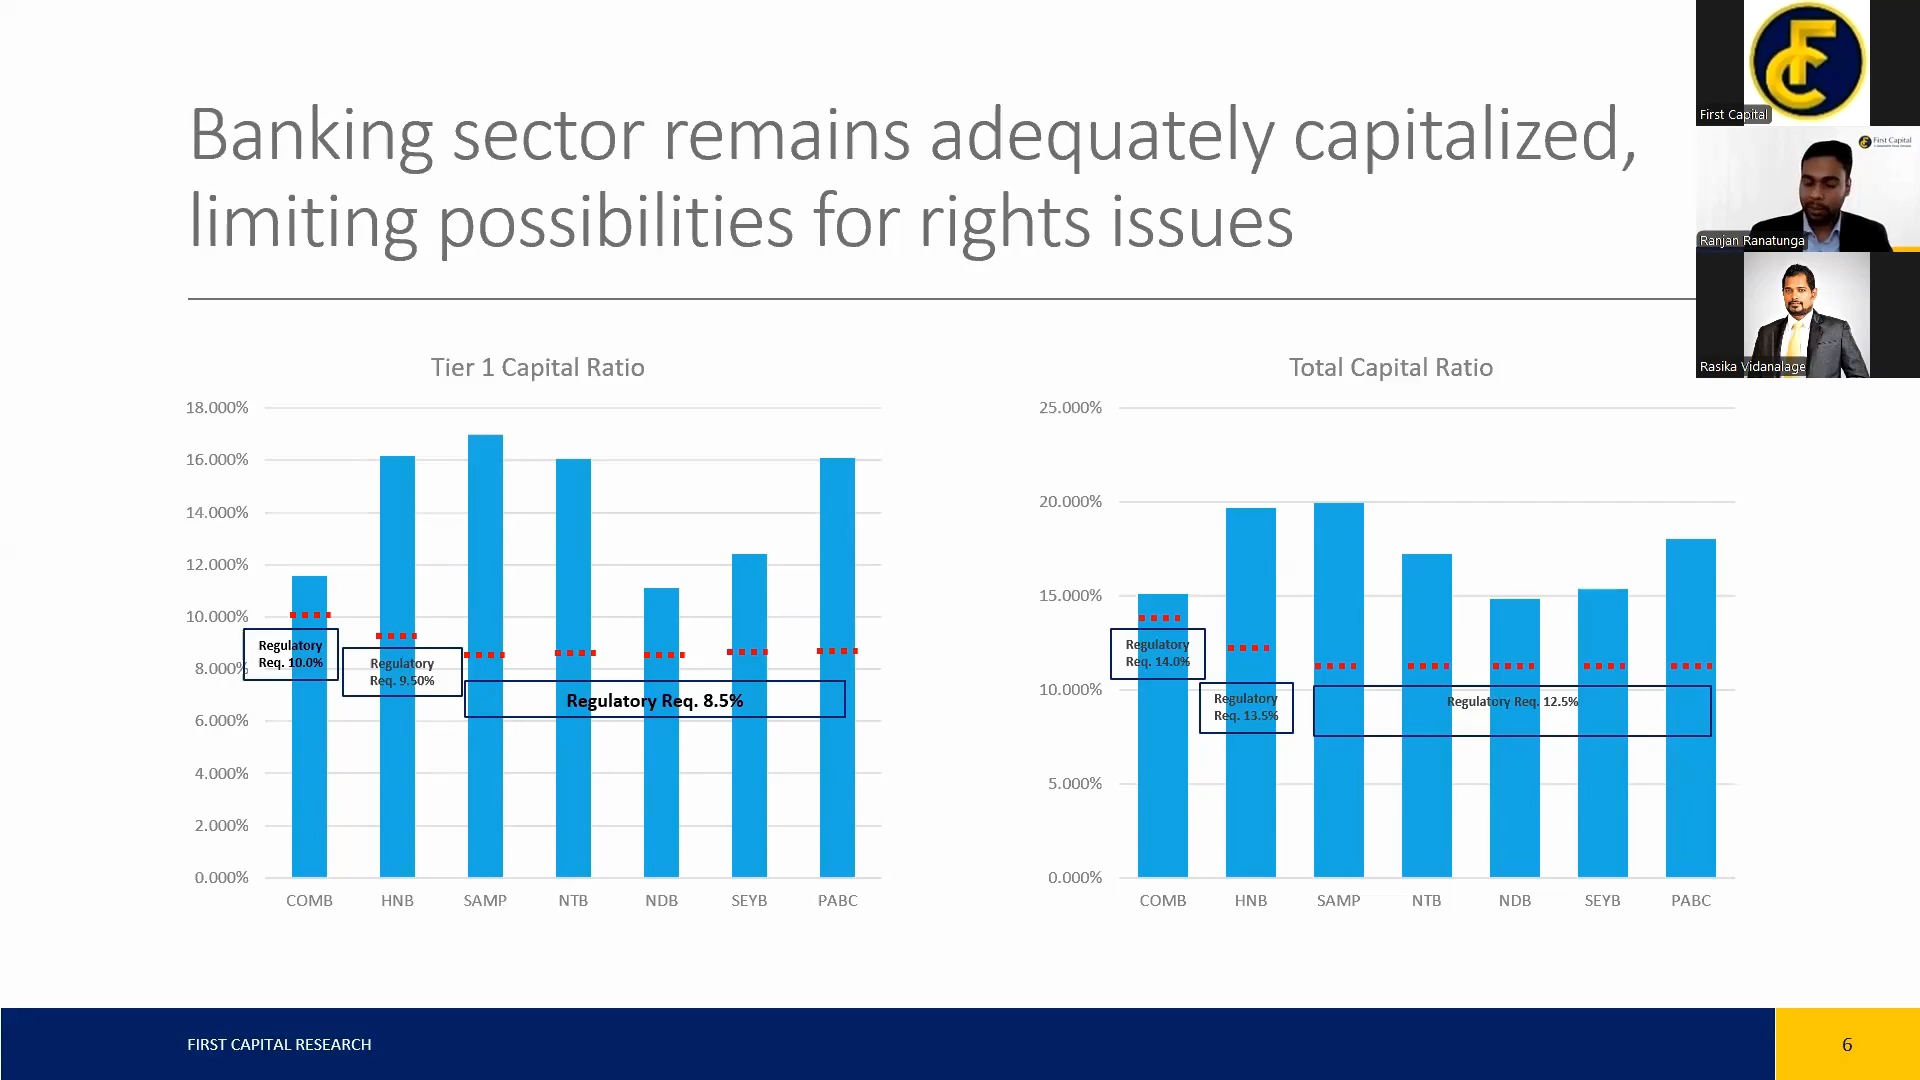 Banking sector remains adequately capitalized,
limiting possibilities for rights issues
First Capital
First Capital
Ranjan Ranatunga
Rasika Vidanalage
Tier 1 Capital Ratio
18.000%
16.000%
14.000%
12.000%
10.000%
8.000%
6.000%
4.000%
2.000%
0.000%
Regulatory
Req. 10.0%
Regulatory
Req. 9.50%
Regulatory Req. 8.5%
COMB HNB SAMP NTB NDB SEYB PABC
Total Capital Ratio
25.000%
20.000%
15.000%
10.000%
5.000%
0.000%
Regulatory
Req. 14.0%
Regulatory
Req. 13.5%
Regulatory Req. 12.5%
COMB HNB SAMP NTB NDB SEYB PABC
FIRST CAPITAL RESEARCH
6